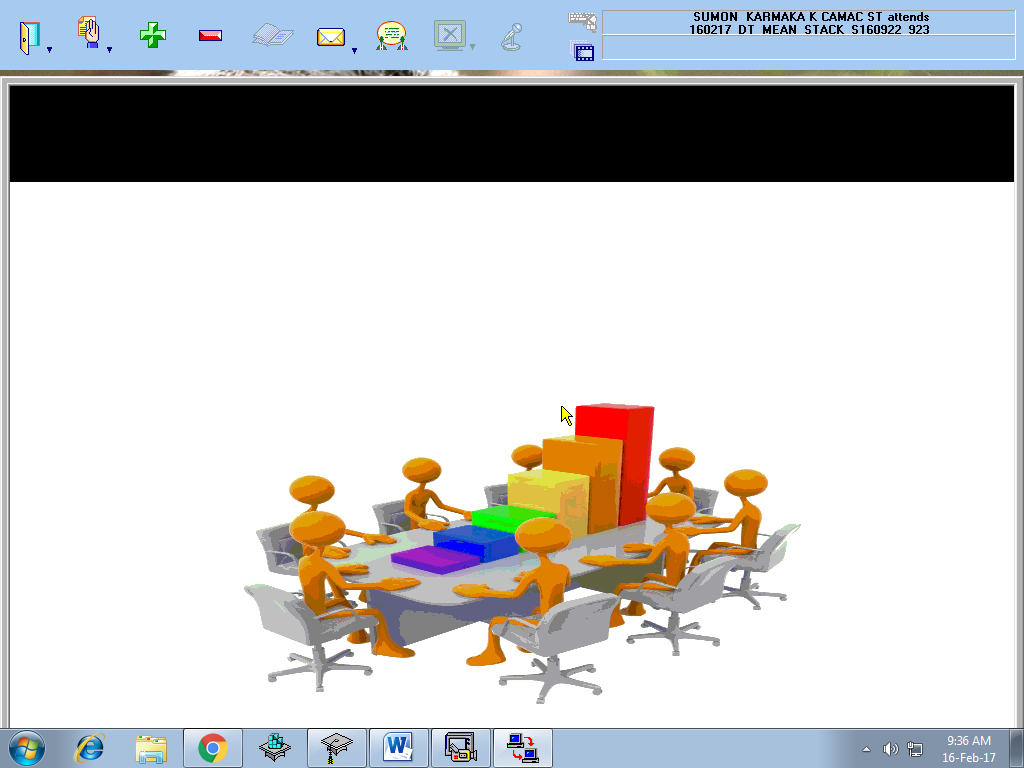 SUMON KARMAKA K CAMAC ST attends
160217 DT MEAN STACK S160922 923
9:36 AM
16-Feb-17